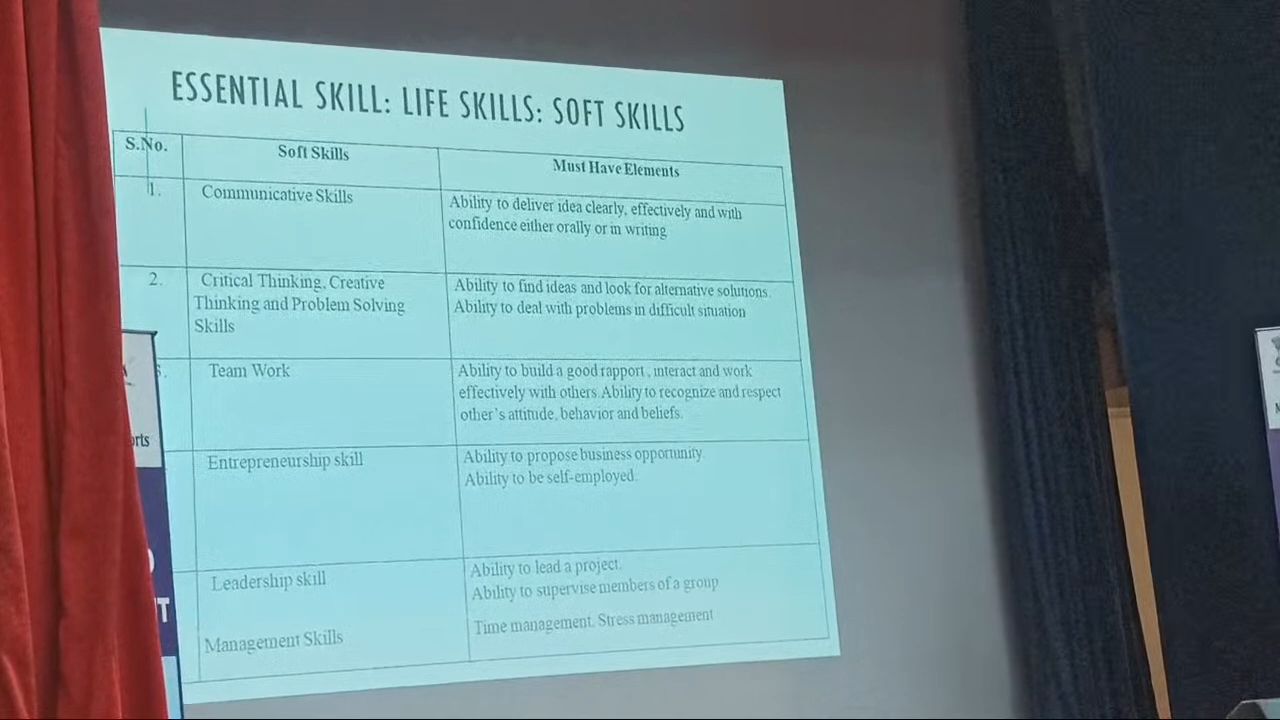 ESSENTIAL SKILL: LIFE SKILLS: SOFT SKILLS
S.No.
Soft Skills
Must Have Elements
1.
Communicative Skills
Ability to deliver idea clearly, effectively and with
confidence either orally or in writing
2.
Critical Thinking, Creative
Thinking and Problem Solving
Skills
Ability to find ideas and look for alternative solutions.
Ability to deal with problems in difficult situation
Team Work
Ability to build a good rapport , interact and work
effectively with others.Ability to recognize and respect
other's attitude, behavior and beliefs.
Entrepreneurship skill
Ability to propose business opportunity.
Ability to be self-employed.
Leadership skill
Ability to lead a project.
Ability to supervise members of a group
Management Skills
Time management. Stress management